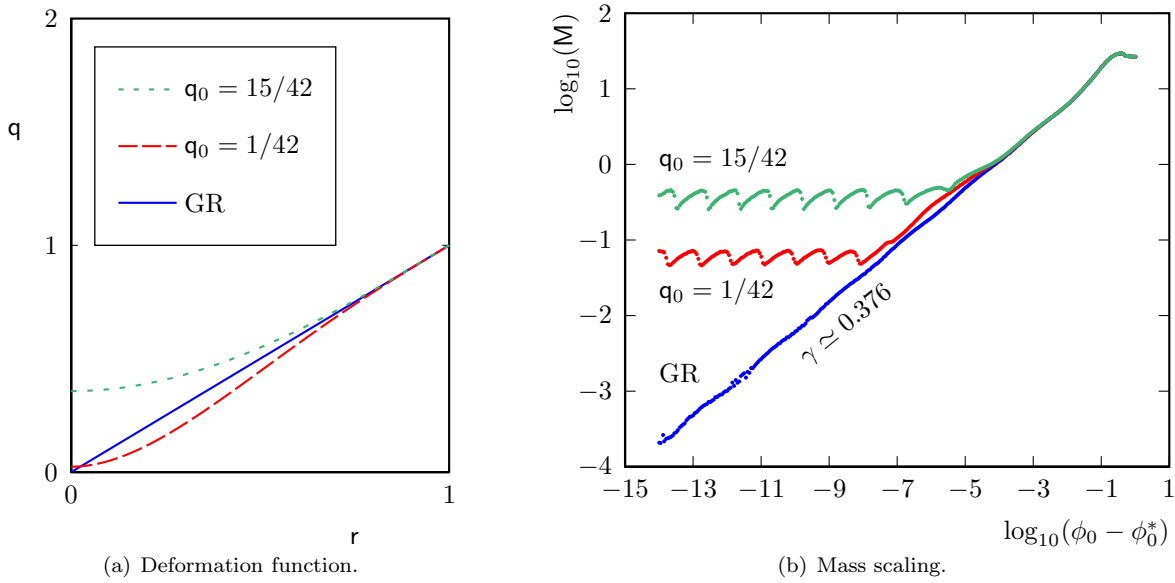 2
q
1
0
0
1
r
q₀ = 15/42
q₀ = 1/42
GR
(a) Deformation function.
log₁₀(M)
1
0
−1
−2
−3
−4
−15
−13
−11
−9
−7
−5
−3
−1
1
q₀ = 15/42
q₀ = 1/42
GR
γ ≃ 0.376
log₁₀(ϕ₀ − ϕ₀*)
(b) Mass scaling.